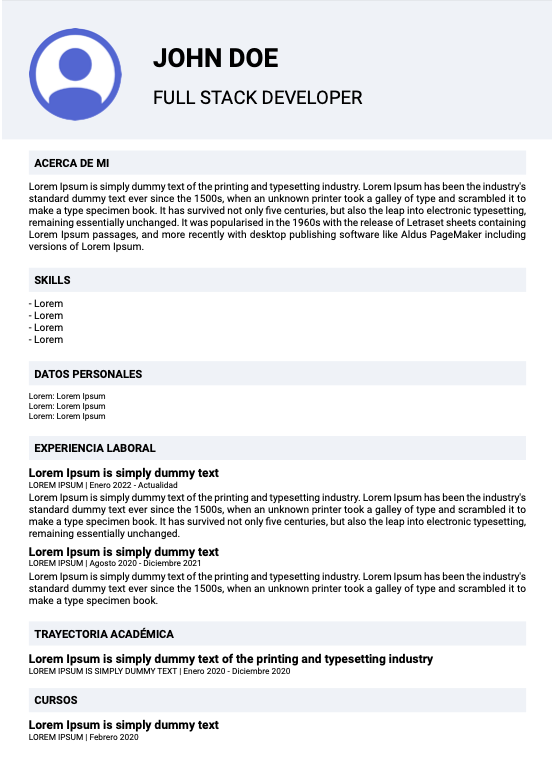 JOHN DOE
FULL STACK DEVELOPER
ACERCA DE MI
Lorem Ipsum is simply dummy text of the printing and typesetting industry. Lorem Ipsum has been the industry's
standard dummy text ever since the 1500s, when an unknown printer took a galley of type and scrambled it to
make a type specimen book. It has survived not only five centuries, but also the leap into electronic typesetting,
remaining essentially unchanged. It was popularised in the 1960s with the release of Letraset sheets containing
Lorem Ipsum passages, and more recently with desktop publishing software like Aldus PageMaker including
versions of Lorem Ipsum.
SKILLS
- Lorem
- Lorem
- Lorem
- Lorem
DATOS PERSONALES
Lorem: Lorem Ipsum
Lorem: Lorem Ipsum
Lorem: Lorem Ipsum
EXPERIENCIA LABORAL
Lorem Ipsum is simply dummy text
LOREM IPSUM | Enero 2022 - Actualidad
Lorem Ipsum is simply dummy text of the printing and typesetting industry. Lorem Ipsum has been the industry's
standard dummy text ever since the 1500s, when an unknown printer took a galley of type and scrambled it to
make a type specimen book. It has survived not only five centuries, but also the leap into electronic typesetting,
remaining essentially unchanged.
Lorem Ipsum is simply dummy text
LOREM IPSUM | Agosto 2020 - Diciembre 2021
Lorem Ipsum is simply dummy text of the printing and typesetting industry. Lorem Ipsum has been the industry's
standard dummy text ever since the 1500s, when an unknown printer took a galley of type and scrambled it to
make a type specimen book.
TRAYECTORIA ACADÉMICA
Lorem Ipsum is simply dummy text of the printing and typesetting industry
LOREM IPSUM IS SIMPLY DUMMY TEXT | Enero 2020 - Diciembre 2020
CURSOS
Lorem Ipsum is simply dummy text
LOREM IPSUM | Febrero 2020